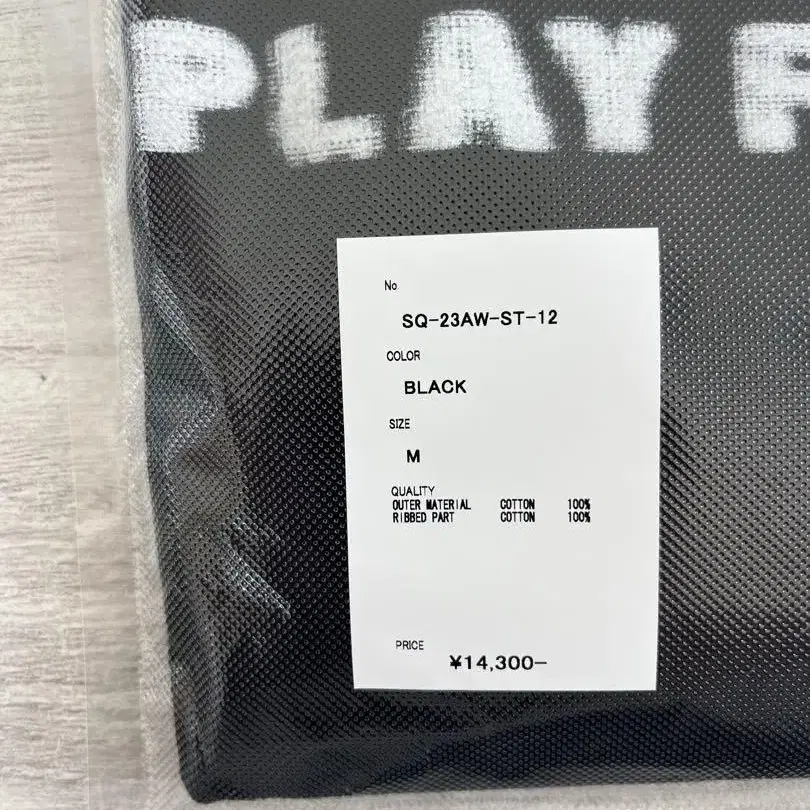 PLAY F
No.
SQ-23AW-ST-12
COLOR
BLACK
SIZE
M
QUALITY
OUTER MATERIAL COTTON 100%
RIBBED PART COTTON 100%
PRICE
¥14,300−